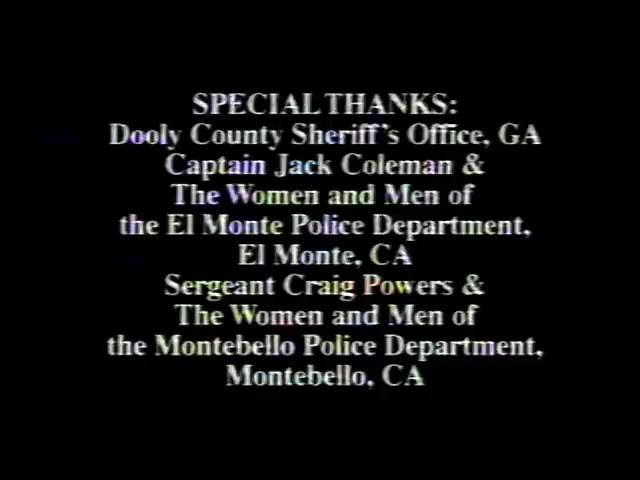 SPECIAL THANKS:
Dooly County Sheriff's Office, GA
Captain Jack Coleman &
The Women and Men of
the El Monte Police Department,
El Monte, CA
Sergeant Craig Powers &
The Women and Men of
the Montebello Police Department,
Montebello, CA